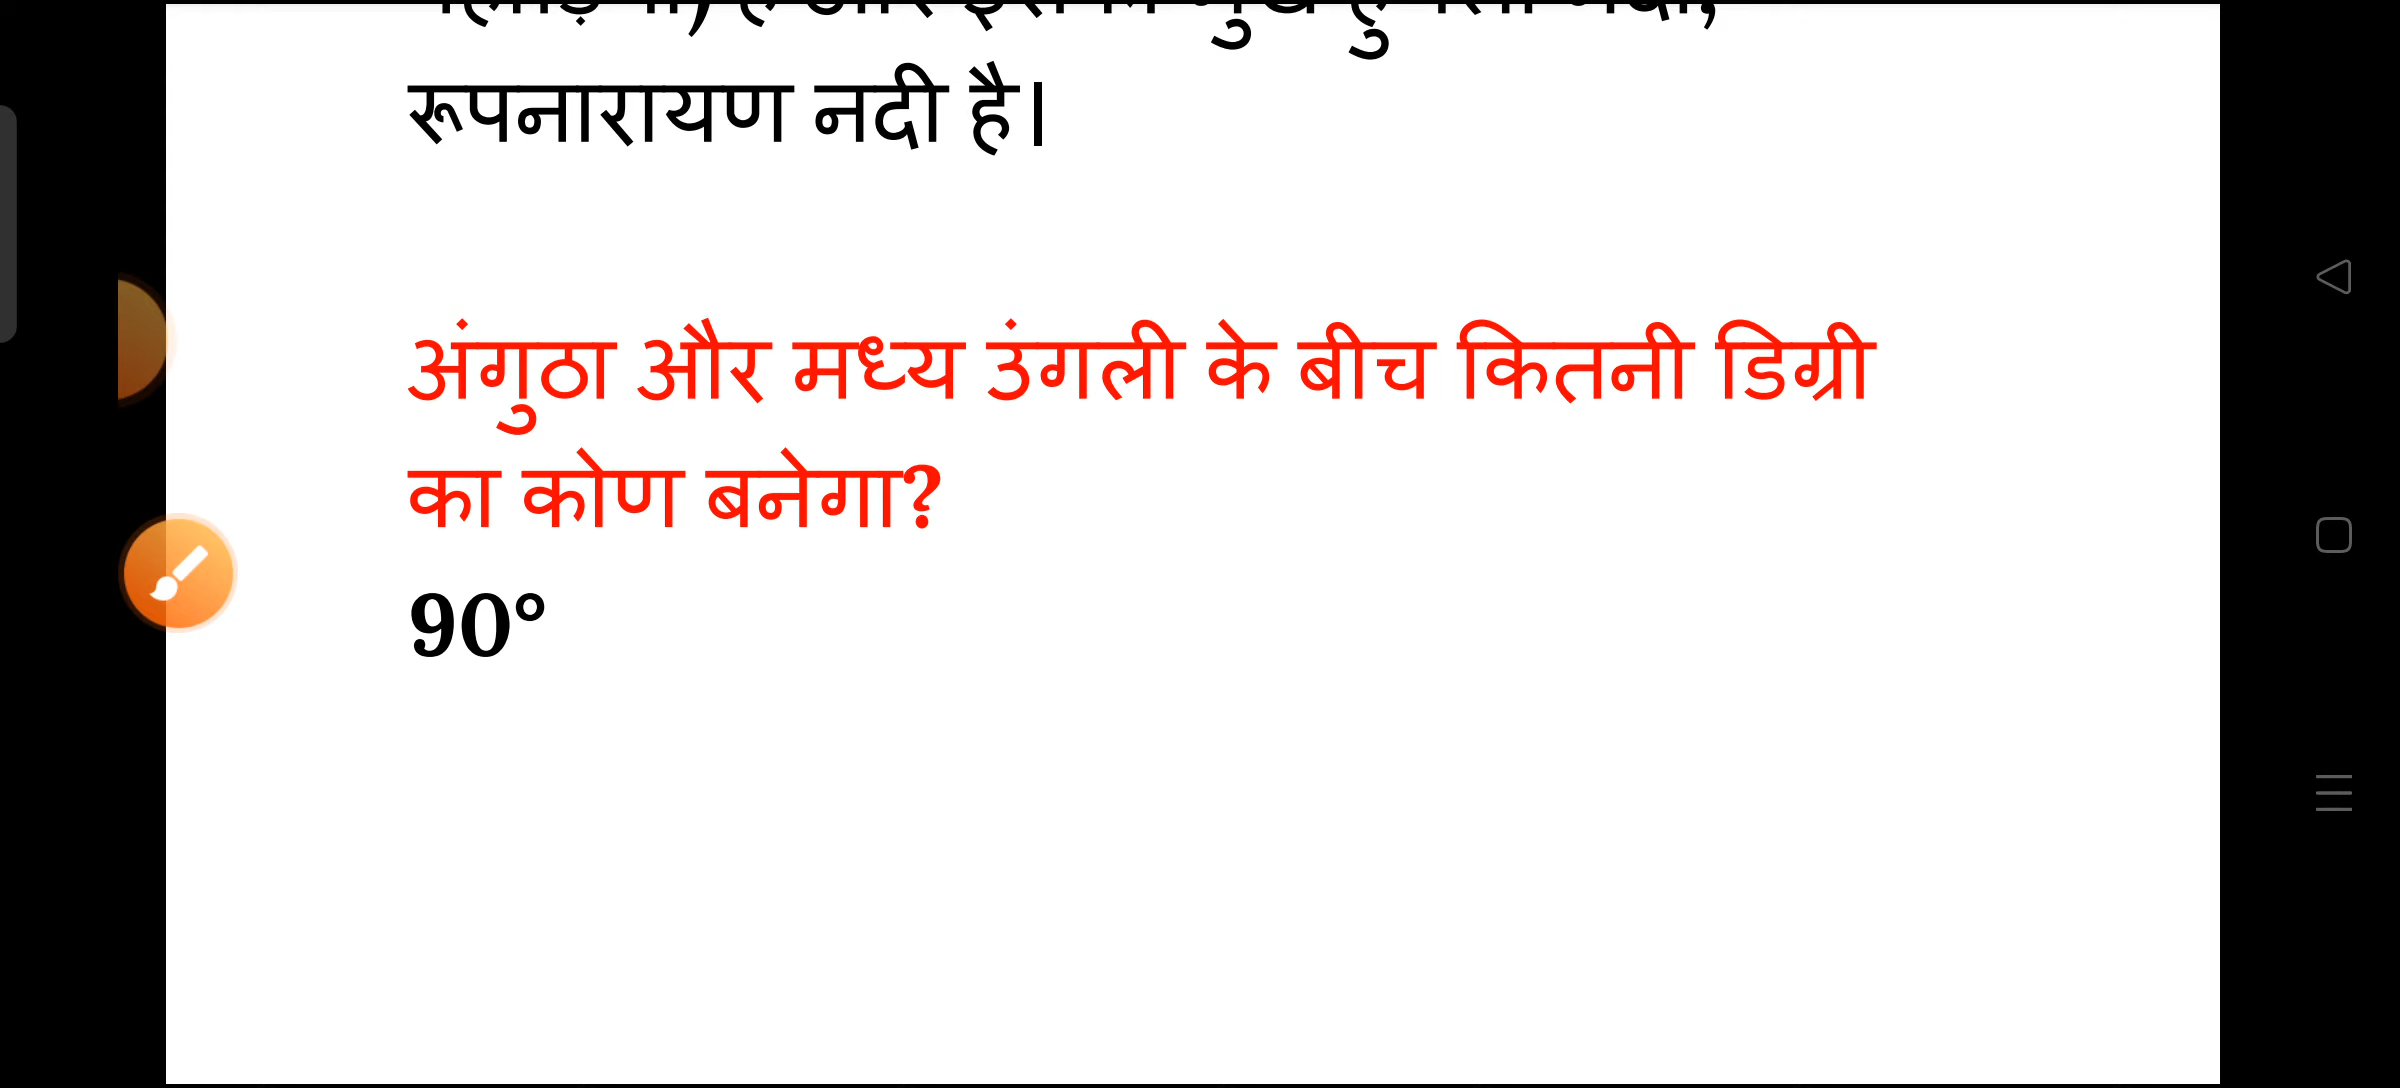 रूपनारायण नदी है।
अंगुठा और मध्य उंगली के बीच कितनी डिग्री
का कोण बनेगा?
90°